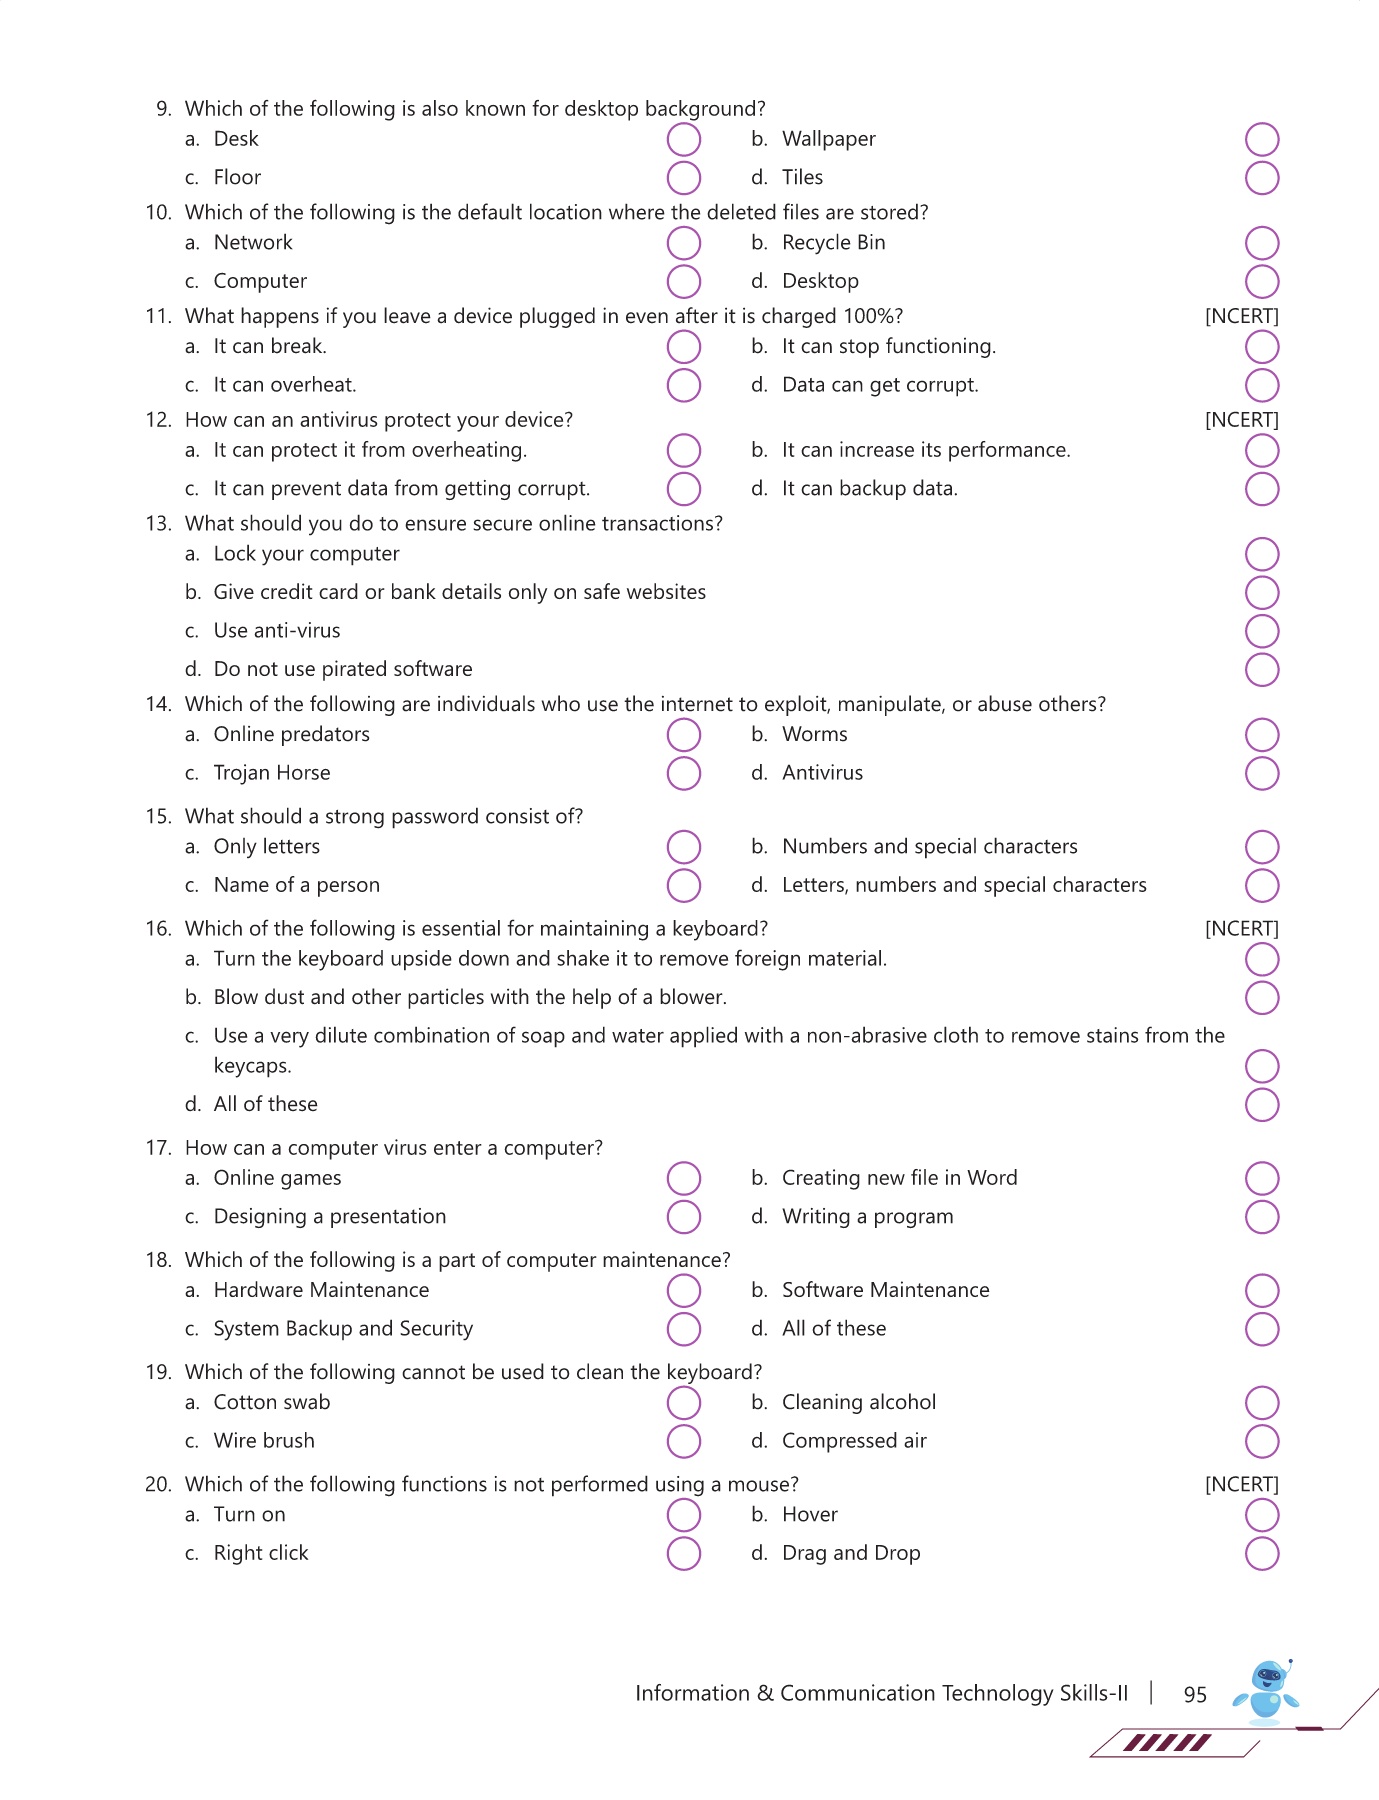 9. Which of the following is also known for desktop background?
a. Desk b. Wallpaper
c. Floor d. Tiles
10. Which of the following is the default location where the deleted files are stored?
a. Network b. Recycle Bin
c. Computer d. Desktop
11. What happens if you leave a device plugged in even after it is charged 100%? [NCERT]
a. It can break. b. It can stop functioning.
c. It can overheat. d. Data can get corrupt.
12. How can an antivirus protect your device? [NCERT]
a. It can protect it from overheating. b. It can increase its performance.
c. It can prevent data from getting corrupt. d. It can backup data.
13. What should you do to ensure secure online transactions?
a. Lock your computer
b. Give credit card or bank details only on safe websites
c. Use anti-virus
d. Do not use pirated software
14. Which of the following are individuals who use the internet to exploit, manipulate, or abuse others?
a. Online predators b. Worms
c. Trojan Horse d. Antivirus
15. What should a strong password consist of?
a. Only letters b. Numbers and special characters
c. Name of a person d. Letters, numbers and special characters
16. Which of the following is essential for maintaining a keyboard? [NCERT]
a. Turn the keyboard upside down and shake it to remove foreign material.
b. Blow dust and other particles with the help of a blower.
c. Use a very dilute combination of soap and water applied with a non-abrasive cloth to remove stains from the
keycaps.
d. All of these
17. How can a computer virus enter a computer?
a. Online games b. Creating new file in Word
c. Designing a presentation d. Writing a program
18. Which of the following is a part of computer maintenance?
a. Hardware Maintenance b. Software Maintenance
c. System Backup and Security d. All of these
19. Which of the following cannot be used to clean the keyboard?
a. Cotton swab b. Cleaning alcohol
c. Wire brush d. Compressed air
20. Which of the following functions is not performed using a mouse? [NCERT]
a. Turn on b. Hover
c. Right click d. Drag and Drop
Information & Communication Technology Skills-II | 95